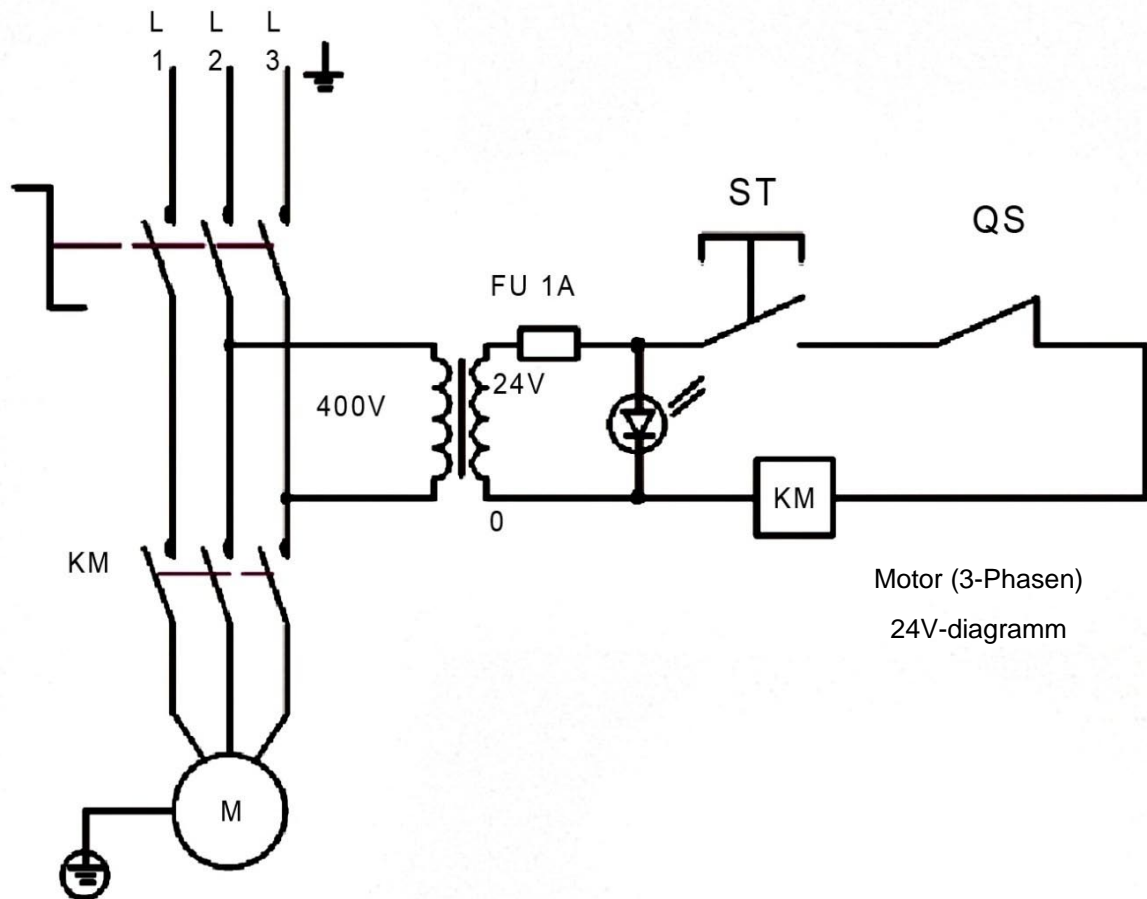 L L L
1 2 3
ST
QS
FU 1A
24V
400V
0
KM
KM
Motor (3-Phasen)
24V-diagramm
M